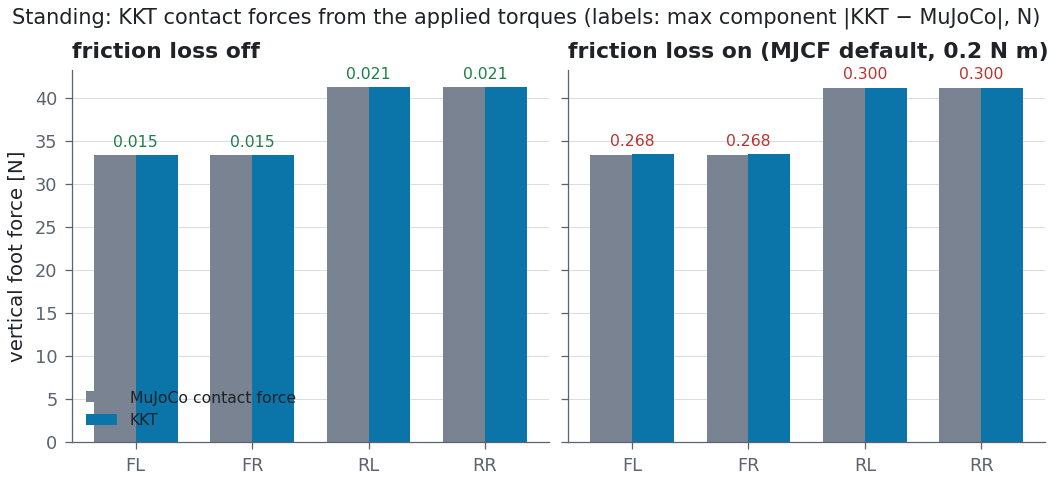 Standing: KKT contact forces from the applied torques (labels: max component |KKT − MuJoCo|, N)
friction loss off
friction loss on (MJCF default, 0.2 N m)
vertical foot force [N]
40
35
30
25
20
15
10
5
0
0.015
0.015
0.021
0.021
0.268
0.268
0.300
0.300
MuJoCo contact force
KKT
FL
FR
RL
RR
FL
FR
RL
RR